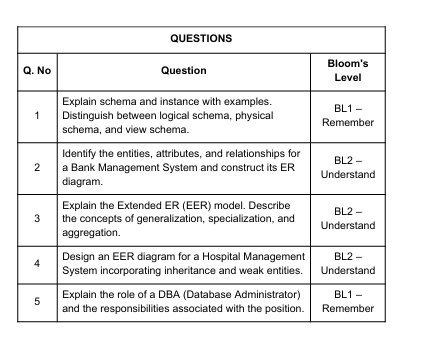 QUESTIONS
Q. No
Question
Bloom's
Level
1
Explain schema and instance with examples.
Distinguish between logical schema, physical
schema, and view schema.
BL1 –
Remember
2
Identify the entities, attributes, and relationships for
a Bank Management System and construct its ER
diagram.
BL2 –
Understand
3
Explain the Extended ER (EER) model. Describe
the concepts of generalization, specialization, and
aggregation.
BL2 –
Understand
4
Design an EER diagram for a Hospital Management
System incorporating inheritance and weak entities.
BL2 –
Understand
5
Explain the role of a DBA (Database Administrator)
and the responsibilities associated with the position.
BL1 –
Remember